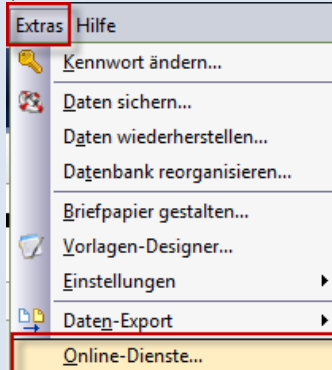 Extras Hilfe
Kennwort ändern...
Daten sichern...
Daten wiederherstellen...
Datenbank reorganisieren...
Briefpapier gestalten...
Vorlagen-Designer...
Einstellungen
Daten-Export
Online-Dienste...